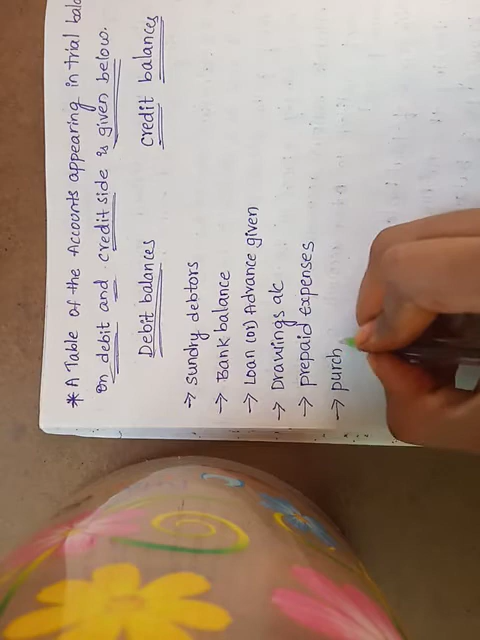 * A Table of the Accounts appearing in trial bala
on debit and credit side is given below.
Debit balances
credit balances
→ sundry debtors
→ Bank balance
→ Loan (or) Advance given
→ Drawings a/c
→ prepaid expenses
→ purch